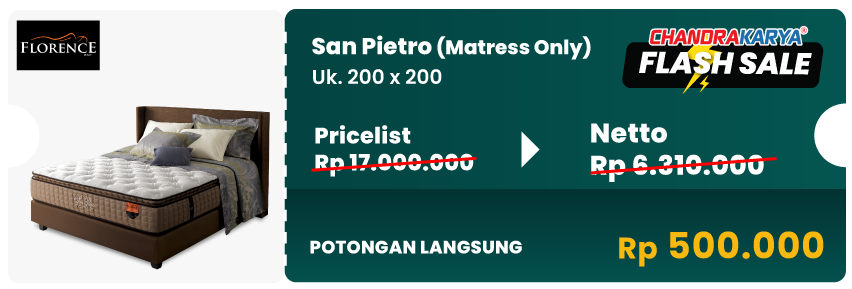 FLORENCE
San Pietro (Matress Only)
Uk. 200 x 200
CHANDRAKARYA®
FLASH SALE
Pricelist
Rp 17.000.000
Netto
Rp 6.310.000
POTONGAN LANGSUNG
Rp 500.000